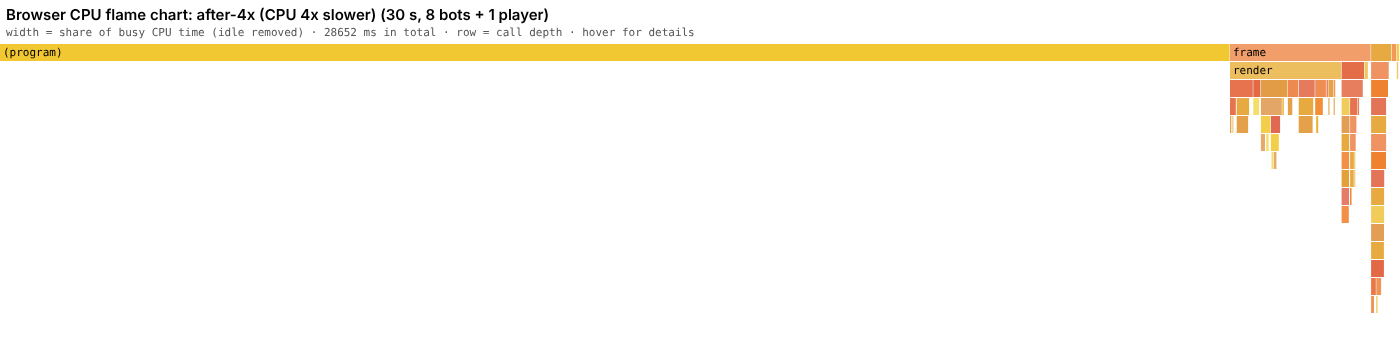 Browser CPU flame chart: after-4x (CPU 4x slower) (30 s, 8 bots + 1 player)
width = share of busy CPU time (idle removed) · 28652 ms in total · row = call depth · hover for details
(program)
frame
render